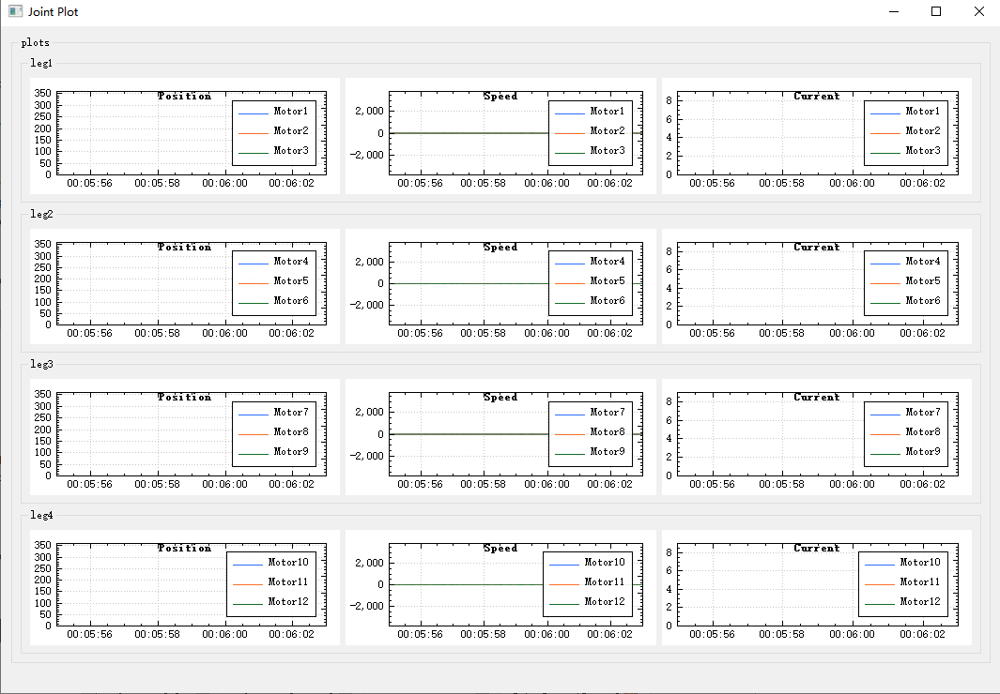 Joint Plot
plots
leg1
Position
350
300
250
200
150
100
50
0
00:05:56 00:05:58 00:06:00 00:06:02
Motor1
Motor2
Motor3
Speed
2,000
0
-2,000
00:05:56 00:05:58 00:06:00 00:06:02
Motor1
Motor2
Motor3
Current
8
6
4
2
0
00:05:56 00:05:58 00:06:00 00:06:02
Motor1
Motor2
Motor3
leg2
Position
350
300
250
200
150
100
50
0
00:05:56 00:05:58 00:06:00 00:06:02
Motor4
Motor5
Motor6
Speed
2,000
0
-2,000
00:05:56 00:05:58 00:06:00 00:06:02
Motor4
Motor5
Motor6
Current
8
6
4
2
0
00:05:56 00:05:58 00:06:00 00:06:02
Motor4
Motor5
Motor6
leg3
Position
350
300
250
200
150
100
50
0
00:05:56 00:05:58 00:06:00 00:06:02
Motor7
Motor8
Motor9
Speed
2,000
0
-2,000
00:05:56 00:05:58 00:06:00 00:06:02
Motor7
Motor8
Motor9
Current
8
6
4
2
0
00:05:56 00:05:58 00:06:00 00:06:02
Motor7
Motor8
Motor9
leg4
Position
350
300
250
200
150
100
50
0
00:05:56 00:05:58 00:06:00 00:06:02
Motor10
Motor11
Motor12
Speed
2,000
0
-2,000
00:05:56 00:05:58 00:06:00 00:06:02
Motor10
Motor11
Motor12
Current
8
6
4
2
0
00:05:56 00:05:58 00:06:00 00:06:02
Motor10
Motor11
Motor12